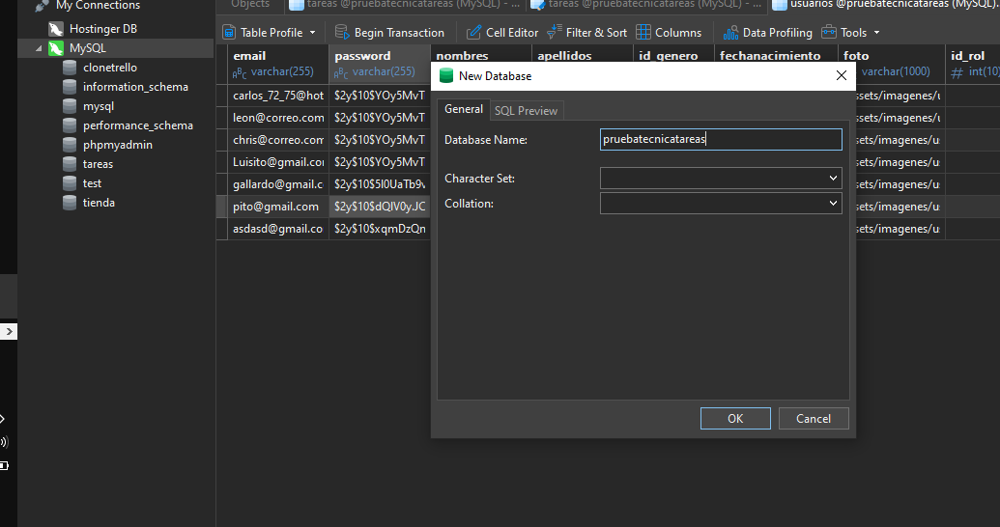 My Connections
Hostinger DB
MySQL
clonetrello
information_schema
mysql
performance_schema
phpmyadmin
tareas
test
tienda
Objects tareas @pruebatecnicatareas (MySQL) - ... tareas @pruebatecnicatareas (MySQL) - ... usuarios @pruebatecnicatareas (MySQL).
Table Profile Begin Transaction Cell Editor Filter & Sort Columns Data Profiling Tools
email password nombres apellidos id_genero fechanacimiento foto id_rol
varchar(255) varchar(255) varchar(1000) int(10)
carlos_72_75@hot $2y$10$YOy5MvT ssets/imagenes/u
leon@correo.com $2y$10$YOy5MvT ssets/imagenes/u
chris@correo.com $2y$10$YOy5MvT ssets/imagenes/u
Luisito@gmail.co $2y$10$YOy5MvT ssets/imagenes/u
gallardo@gmail.c $2y$10$5I0UaTb9v ssets/imagenes/u
pito@gmail.com $2y$10$dQIV0yJC ssets/imagenes/u
asdasd@gmail.co $2y$10$xqmDzQn ssets/imagenes/u
New Database
General SQL Preview
Database Name: pruebatecnicatareas
Character Set:
Collation:
OK Cancel